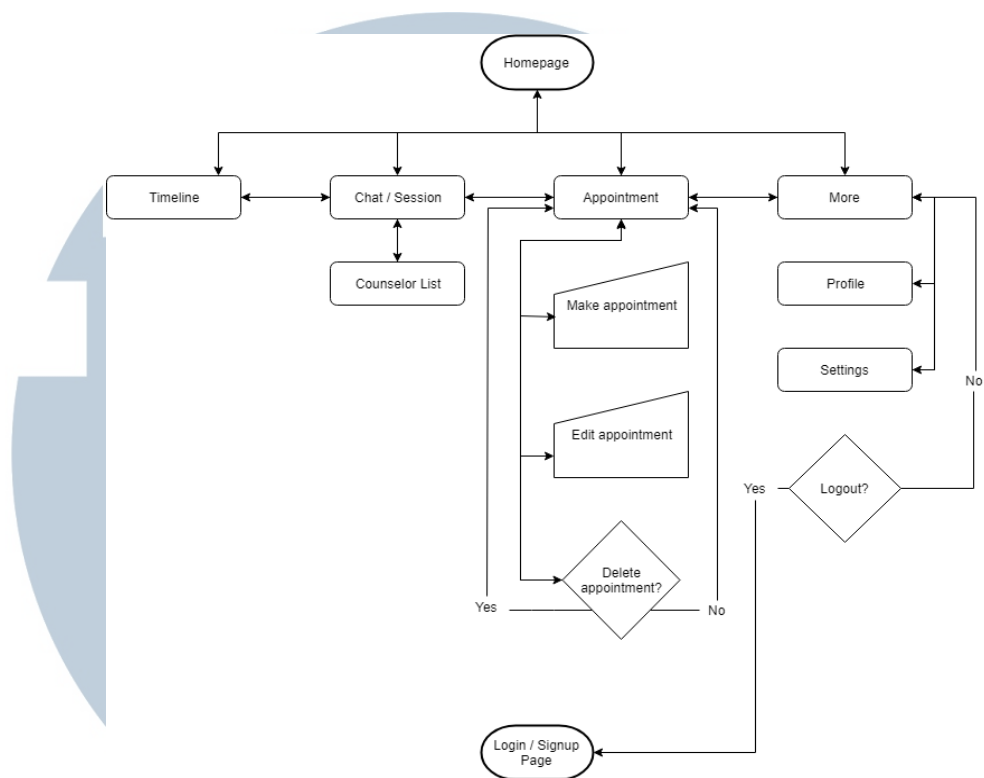 Homepage
Timeline
Chat / Session
Appointment
More
Counselor List
Make appointment
Profile
Settings
No
Edit appointment
Yes
Logout?
Delete
appointment?
Yes
No
Login / Signup
Page